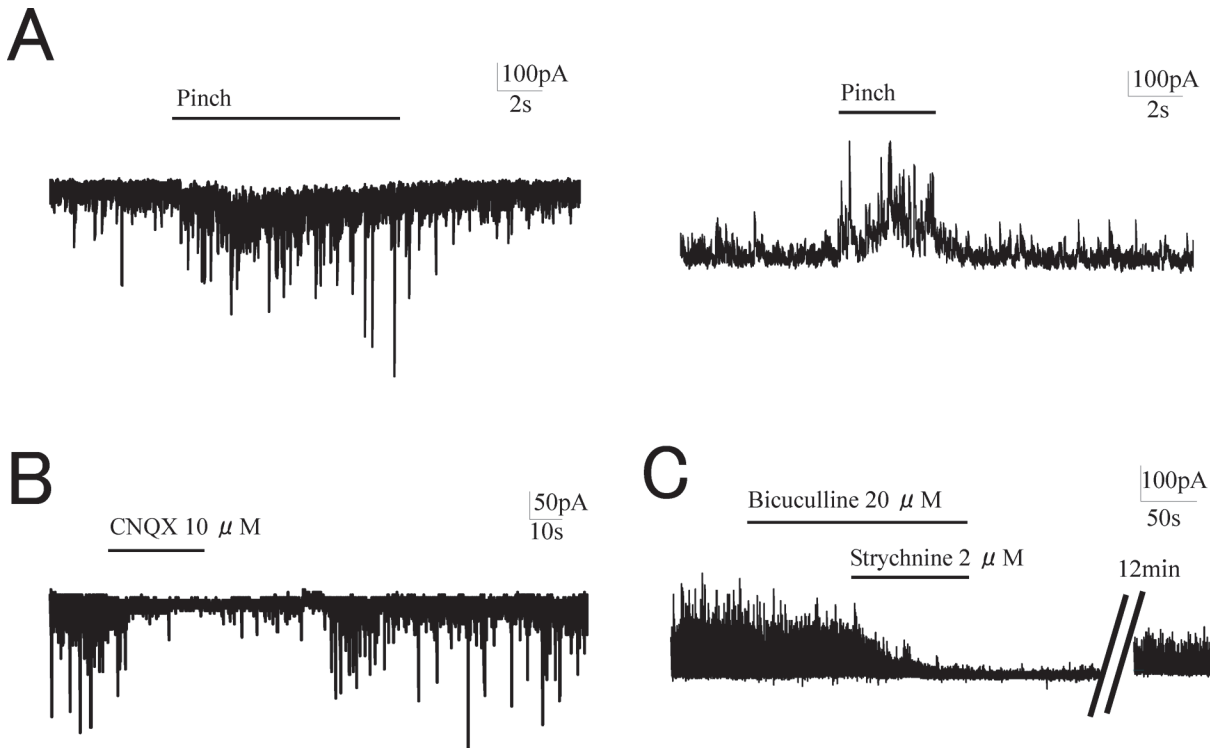 A
Pinch
100pA
2s
Pinch
100pA
2s
B
CNQX 10 μ M
50pA
10s
C
Bicuculline 20 μ M
Strychnine 2 μ M
100pA
50s
12min